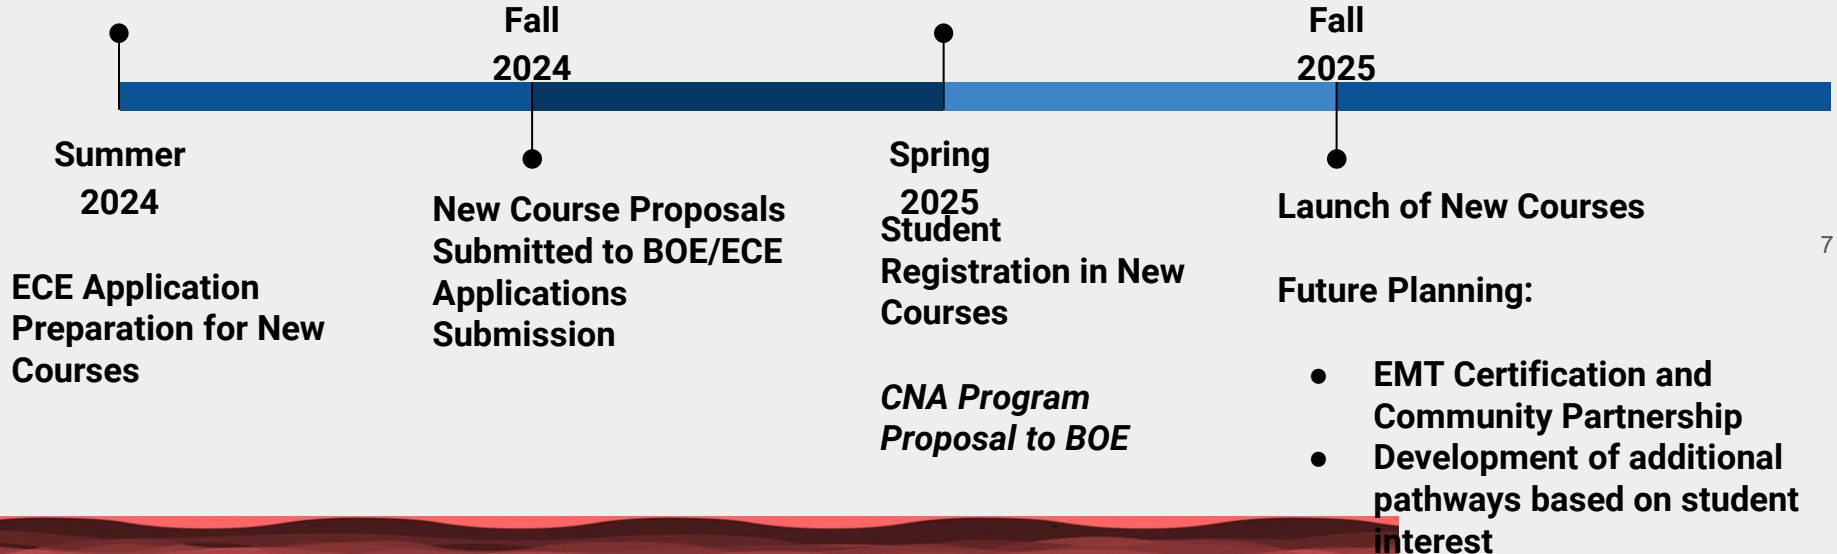 Summer
2024
ECE Application
Preparation for New
Courses
Fall
2024
New Course Proposals
Submitted to BOE/ECE
Applications
Submission
Spring
2025
Student
Registration in New
Courses
CNA Program
Proposal to BOE
Fall
2025
Launch of New Courses
Future Planning:
● EMT Certification and
Community Partnership
● Development of additional
pathways based on student
interest
7
-